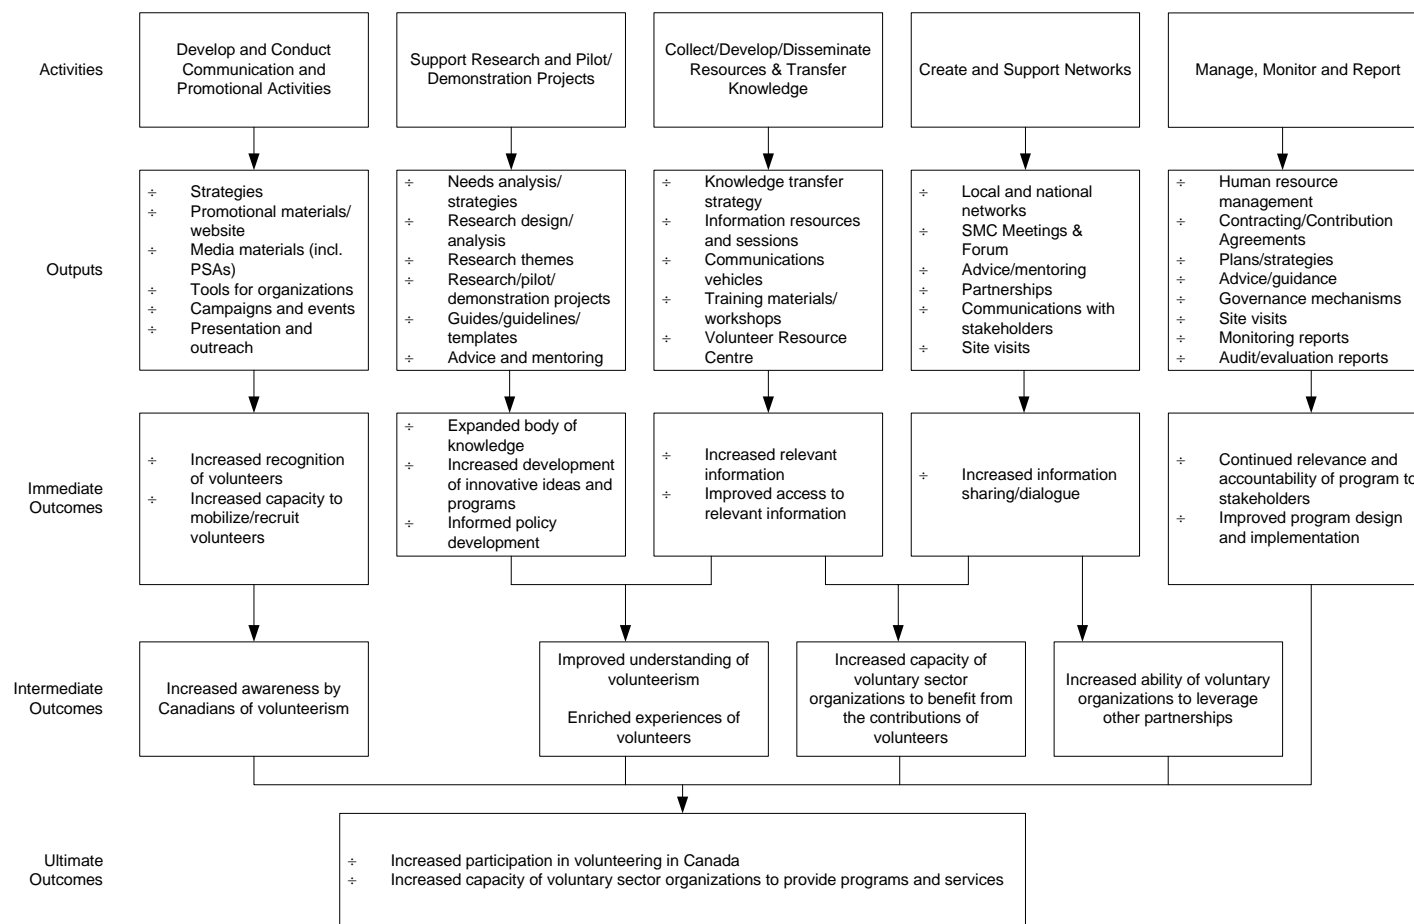 Activities
Develop and Conduct
Communication and
Promotional Activities
Support Research and Pilot/
Demonstration Projects
Collect/Develop/Disseminate
Resources & Transfer
Knowledge
Create and Support Networks
Manage, Monitor and Report
Outputs
÷ Strategies
÷ Promotional materials/
website
÷ Media materials (incl.
PSAs)
÷ Tools for organizations
÷ Campaigns and events
÷ Presentation and
outreach
÷ Needs analysis/
strategies
÷ Research design/
analysis
÷ Research themes
÷ Research/pilot/
demonstration projects
÷ Guides/guidelines/
templates
÷ Advice and mentoring
÷ Knowledge transfer
strategy
÷ Information resources
and sessions
÷ Communications
vehicles
÷ Training materials/
workshops
÷ Volunteer Resource
Centre
÷ Local and national
networks
÷ SMC Meetings &
Forum
÷ Advice/mentoring
÷ Partnerships
÷ Communications with
stakeholders
÷ Site visits
÷ Human resource
management
÷ Contracting/Contribution
Agreements
÷ Plans/strategies
÷ Advice/guidance
÷ Governance mechanisms
÷ Site visits
÷ Monitoring reports
÷ Audit/evaluation reports
Immediate
Outcomes
÷ Increased recognition
of volunteers
÷ Increased capacity to
mobilize/recruit
volunteers
÷ Expanded body of
knowledge
÷ Increased development
of innovative ideas and
programs
÷ Informed policy
development
÷ Increased relevant
information
÷ Improved access to
relevant information
÷ Increased information
sharing/dialogue
÷ Continued relevance and
accountability of program to
stakeholders
÷ Improved program design
and implementation
Intermediate
Outcomes
Increased awareness by
Canadians of volunteerism
Improved understanding of
volunteerism
Enriched experiences of
volunteers
Increased capacity of
voluntary sector
organizations to benefit from
the contributions of
volunteers
Increased ability of voluntary
organizations to leverage
other partnerships
Ultimate
Outcomes
÷ Increased participation in volunteering in Canada
÷ Increased capacity of voluntary sector organizations to provide programs and services